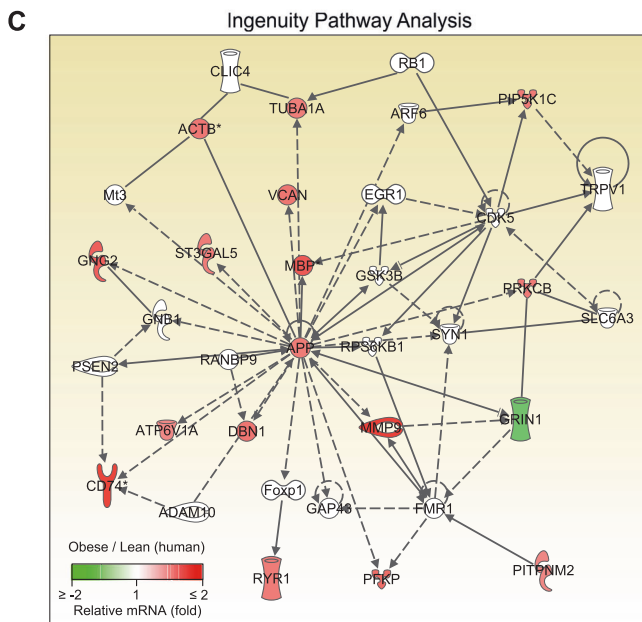 C
Ingenuity Pathway Analysis
CLIC4
RB1
TUBA1A
PIP5K1C
ARF6
ACTB*
Mt3
VCAN
EGR1
TRPV1
CDK5
GNG2
ST3GAL5
MBP*
GSK3B
PRKCB
GNB1
SYN1
SLC6A3
PSEN2
RANBP9
APP
RPS6KB1
ATP6V1A
DBN1
MMP9
GRIN1
CD74*
ADAM10
Foxp1
GAP43
FMR1
Obese / Lean (human)
≥ -2
1
≤ 2
Relative mRNA (fold)
RYR1
PFKP
PITPNM2